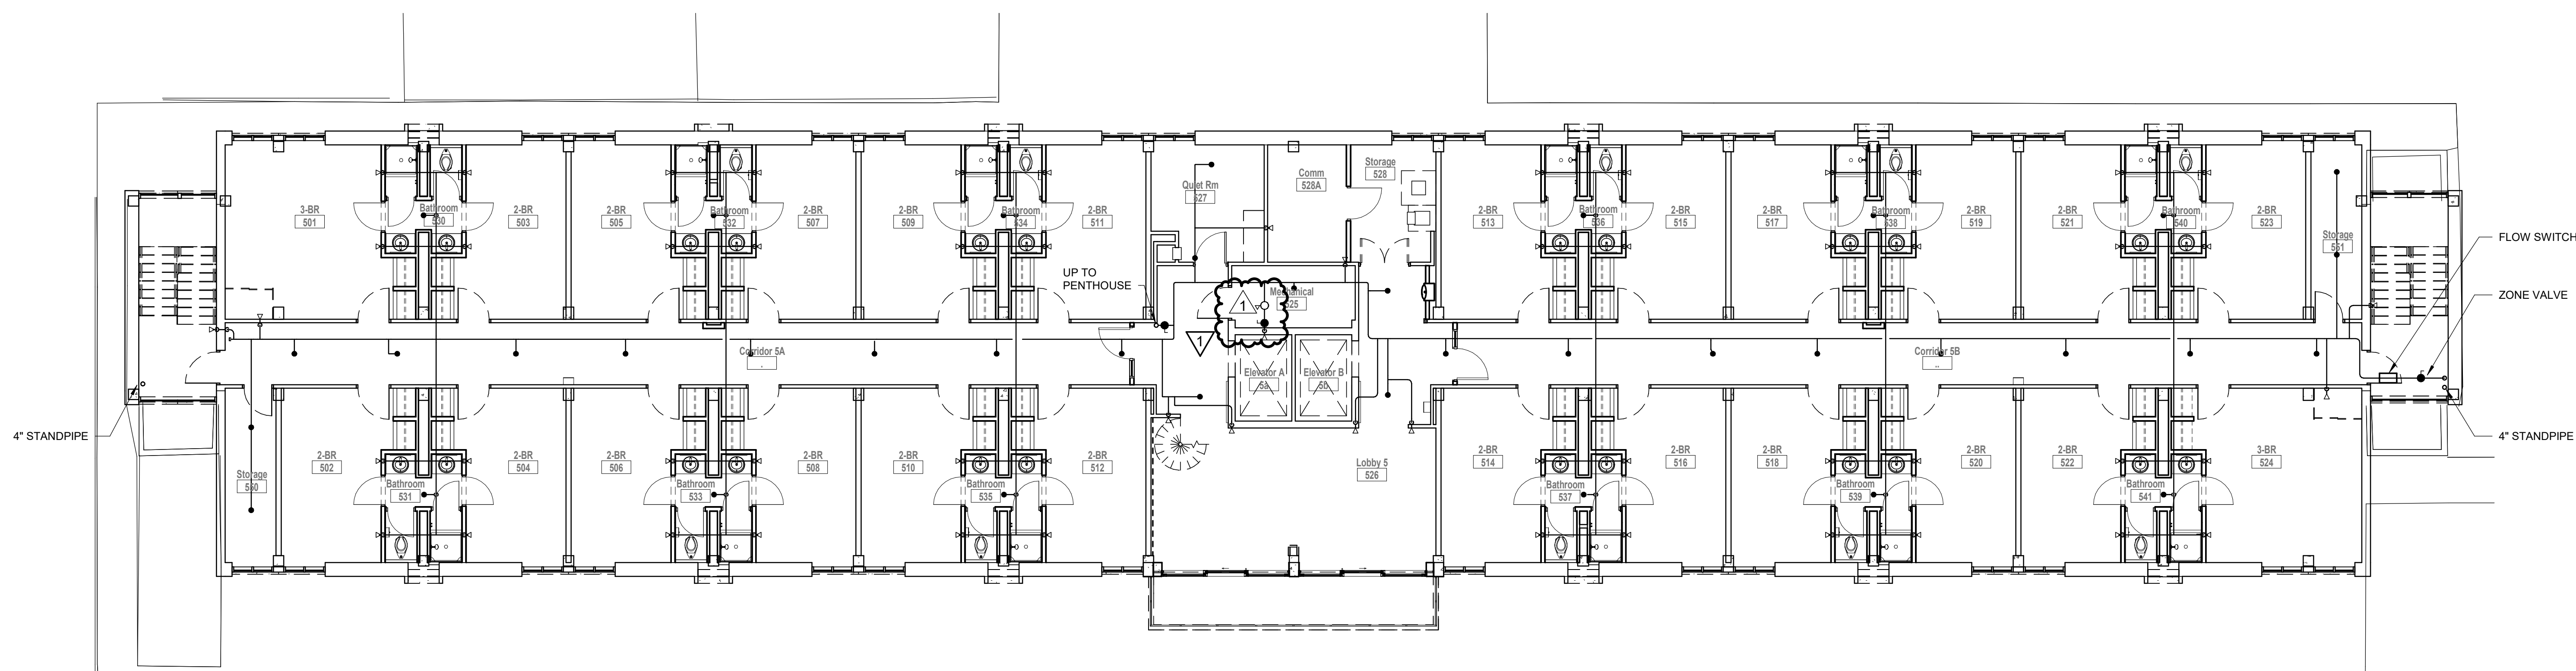 3-BR
501
Bathroom
530
2-BR
503
2-BR
505
Bathroom
532
2-BR
507
2-BR
509
Bathroom
534
2-BR
511
Quiet Rm
527
Comm
528A
Storage
528
2-BR
513
Bathroom
536
2-BR
515
2-BR
517
Bathroom
538
2-BR
519
2-BR
521
Bathroom
540
2-BR
523
Storage
551
FLOW SWITCH
ZONE VALVE
UP TO
PENTHOUSE
1
Mechanical
525
1
Corridor 5A
Elevator A
5a
Elevator B
5b
Corridor 5B
4" STANDPIPE
Storage
550
2-BR
502
Bathroom
531
2-BR
504
2-BR
506
Bathroom
533
2-BR
508
2-BR
510
Bathroom
535
2-BR
512
Lobby 5
526
2-BR
514
Bathroom
537
2-BR
516
2-BR
518
Bathroom
539
2-BR
520
2-BR
522
Bathroom
541
3-BR
524
4" STANDPIPE